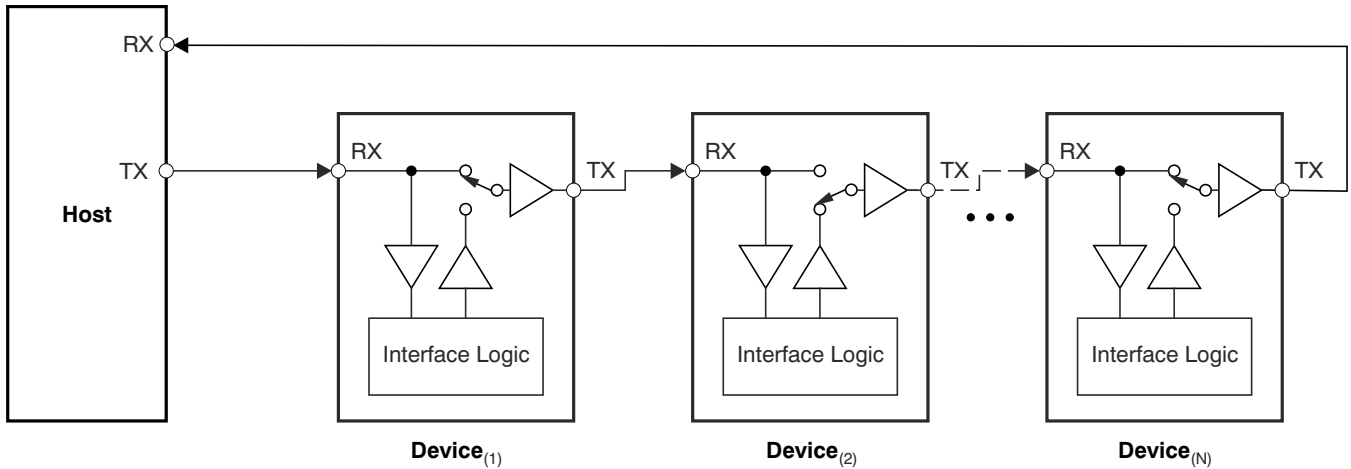 RX
TX
Host
RX
TX
Interface Logic
Device(1)
RX
TX
Interface Logic
Device(2)
RX
TX
Interface Logic
Device(N)